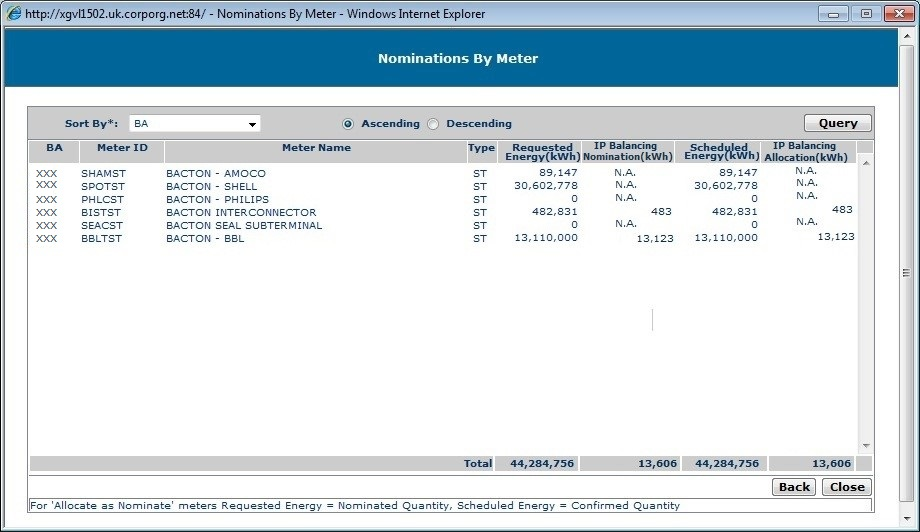 http://xgvl1502.uk.corporg.net:84/ - Nominations By Meter - Windows Internet Explorer
Nominations By Meter
Sort By*: BA Ascending Descending Query
BA Meter ID Meter Name Type Requested Energy(kWh) IP Balancing Nomination(kWh) Scheduled Energy(kWh) IP Balancing Allocation(kWh)
XXX SHAMST BACTON - AMOCO ST 89,147 N.A. 89,147 N.A.
XXX SPOTST BACTON - SHELL ST 30,602,778 N.A. 30,602,778 N.A.
XXX PHLCST BACTON - PHILIPS ST 0 N.A. 0 N.A.
XXX BISTST BACTON INTERCONNECTOR ST 482,831 483 482,831 483
XXX SEACST BACTON SEAL SUBTERMINAL ST 0 N.A. 0 N.A.
XXX BBLTST BACTON - BBL ST 13,110,000 13,123 13,110,000 13,123
Total 44,284,756 13,606 44,284,756 13,606
Back Close
For 'Allocate as Nominate' meters Requested Energy = Nominated Quantity, Scheduled Energy = Confirmed Quantity